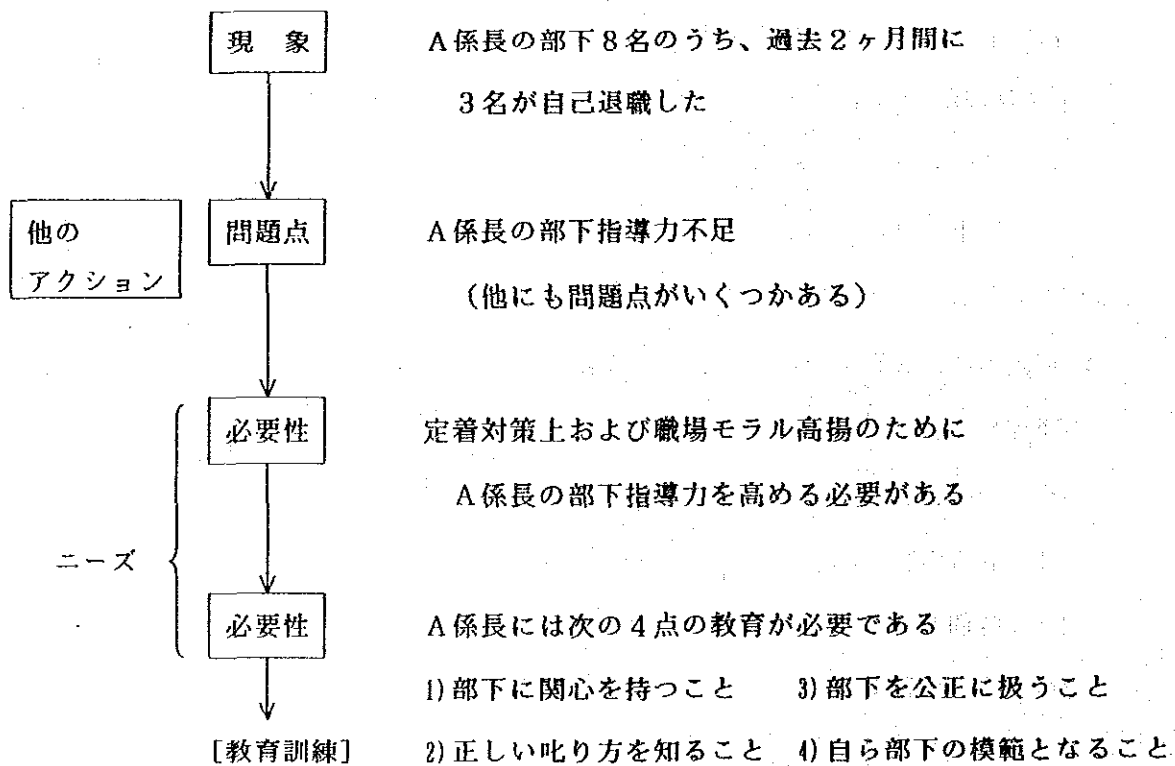 現 象
A係長の部下8名のうち、過去2ヶ月間に
3名が自己退職した
他の
アクション
問題点
A係長の部下指導力不足
(他にも問題点がいくつかある)
ニーズ
必要性
定着対策上および職場モラル高揚のために
A係長の部下指導力を高める必要がある
必要性
A係長には次の4点の教育が必要である
1)部下に関心を持つこと 3)部下を公正に扱うこと
[教育訓練] 2)正しい叱り方を知ること 4)自ら部下の模範となること